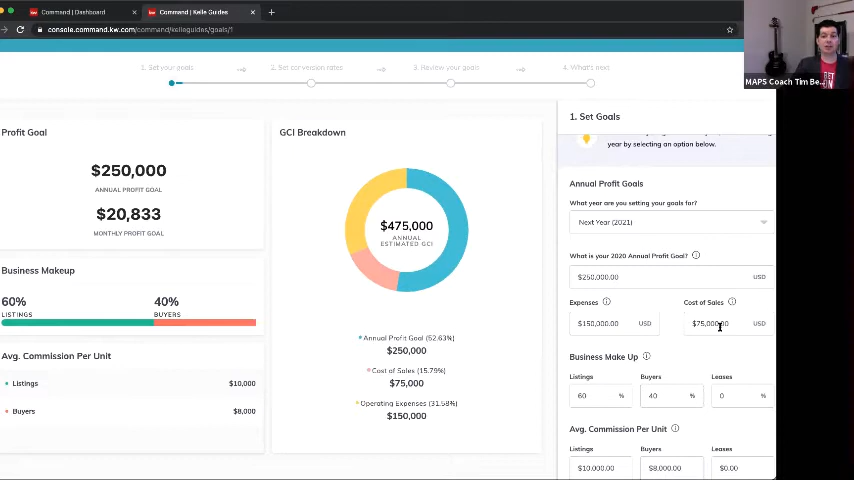 Command | Dashboard
Command | Kelle Guides
console.command.kw.com/command/kelleguides/goals/1
1. Set your goals
2. Set conversion rates
3. Review your goals
4. What's next
MAPS Coach Tim Be...
Profit Goal
$250,000
ANNUAL PROFIT GOAL
$20,833
MONTHLY PROFIT GOAL
Business Makeup
60%
LISTINGS
40%
BUYERS
Avg. Commission Per Unit
Listings
$10,000
Buyers
$8,000
GCI Breakdown
$475,000
ANNUAL
ESTIMATED GCI
Annual Profit Goal (52.63%)
$250,000
Cost of Sales (15.79%)
$75,000
Operating Expenses (31.58%)
$150,000
1. Set Goals
year by selecting an option below.
Annual Profit Goals
What year are you setting your goals for?
Next Year (2021)
What is your 2020 Annual Profit Goal?
$250,000.00 USD
Expenses
Cost of Sales
$150,000.00 USD
$75,000.00 USD
Business Make Up
Listings Buyers Leases
60 % 40 % 0 %
Avg. Commission Per Unit
Listings Buyers Leases
$10,000.00 $8,000.00 $0.00